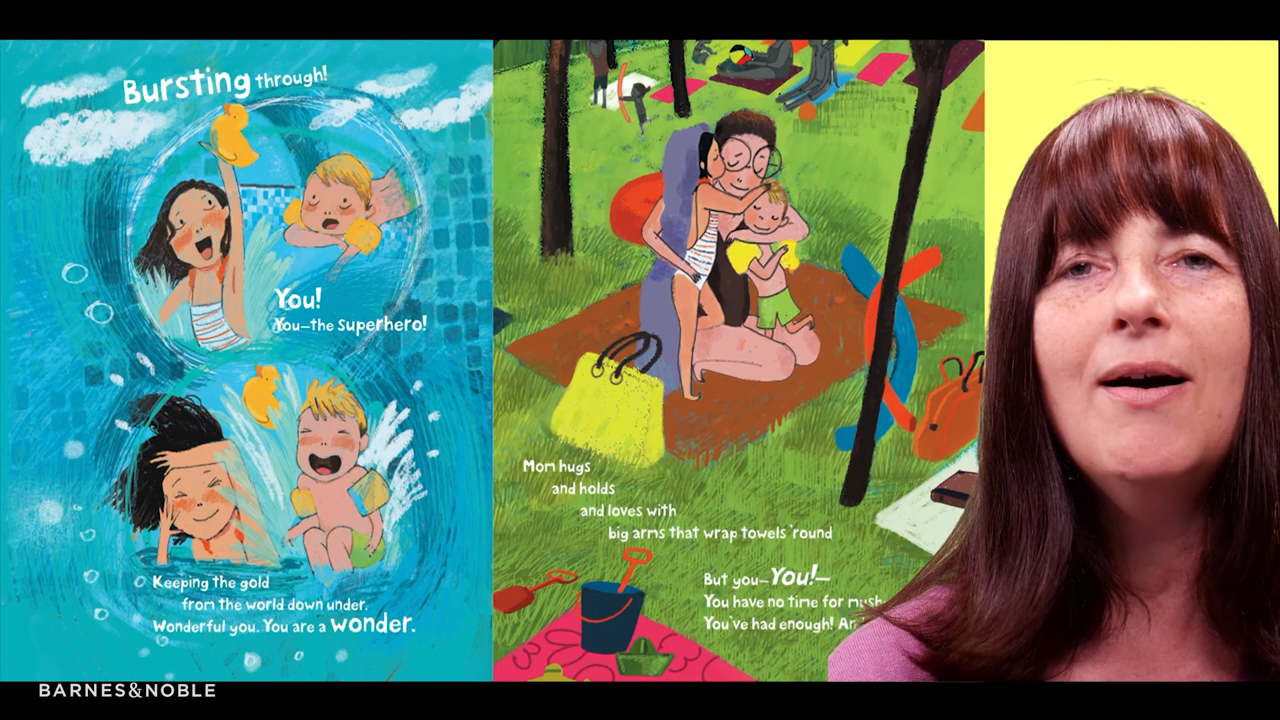 Bursting through!
You!
You—the superhero!
Keeping the gold
from the world down under.
Wonderful you. You are a wonder.
Mom hugs
and holds
and loves with
big arms that wrap towels 'round
But you—You!—
You have no time for mush
You've had enough!
BARNES&NOBLE